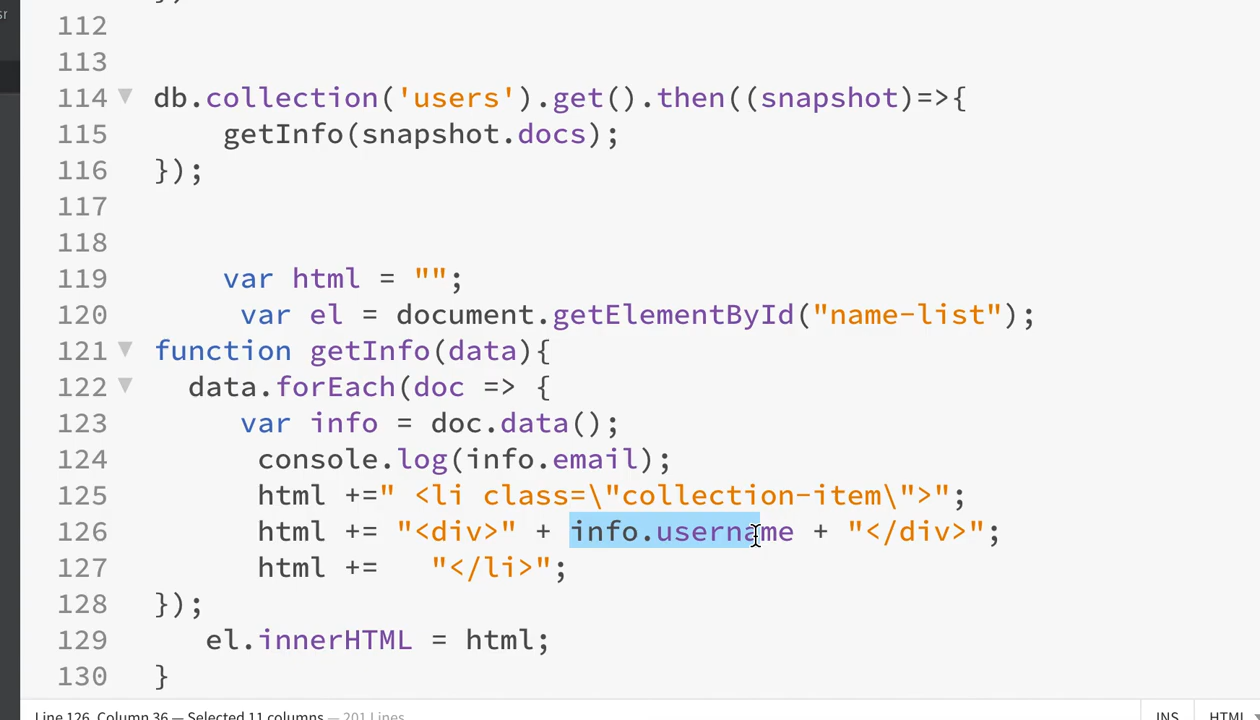 sr
112
113
114 ▼ db.collection('users').get().then((snapshot)=>{
115 getInfo(snapshot.docs);
116 });
117
118
119 var html = "";
120 var el = document.getElementById("name-list");
121 ▼ function getInfo(data){
122 ▼ data.forEach(doc => {
123 var info = doc.data();
124 console.log(info.email);
125 html +=" <li class=\"collection-item\">";
126 html += "<div>" + info.username + "</div>";
127 html += "</li>";
128 });
129 el.innerHTML = html;
130 }
Line 126, Column 36 — Selected 11 columns — 201 Lines
INS HTML